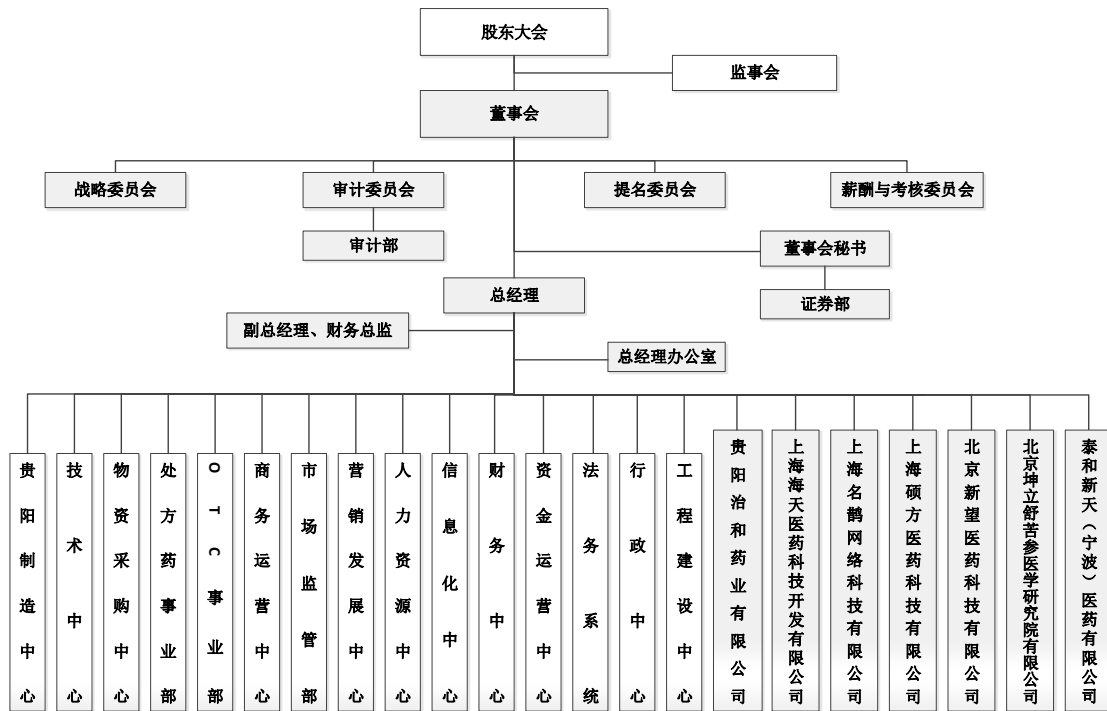 股东大会
监事会
董事会
战略委员会
审计委员会
提名委员会
薪酬与考核委员会
审计部
董事会秘书
总经理
证券部
副总经理、财务总监
总经理办公室
贵阳制造中心
技术中心
物资采购中心
处方药事业部
OTC事业部
商务运营中心
市场监管部
营销发展中心
人力资源中心
信息化中心
财务中心
资金运营中心
法务系统
行政中心
工程建设中心
贵阳治和药业有限公司
上海海天医药科技开发有限公司
上海名鹊网络科技有限公司
上海硕方医药科技有限公司
北京新望医药科技有限公司
北京坤立舒苦参医学研究院有限公司
泰和新天（宁波）医药有限公司